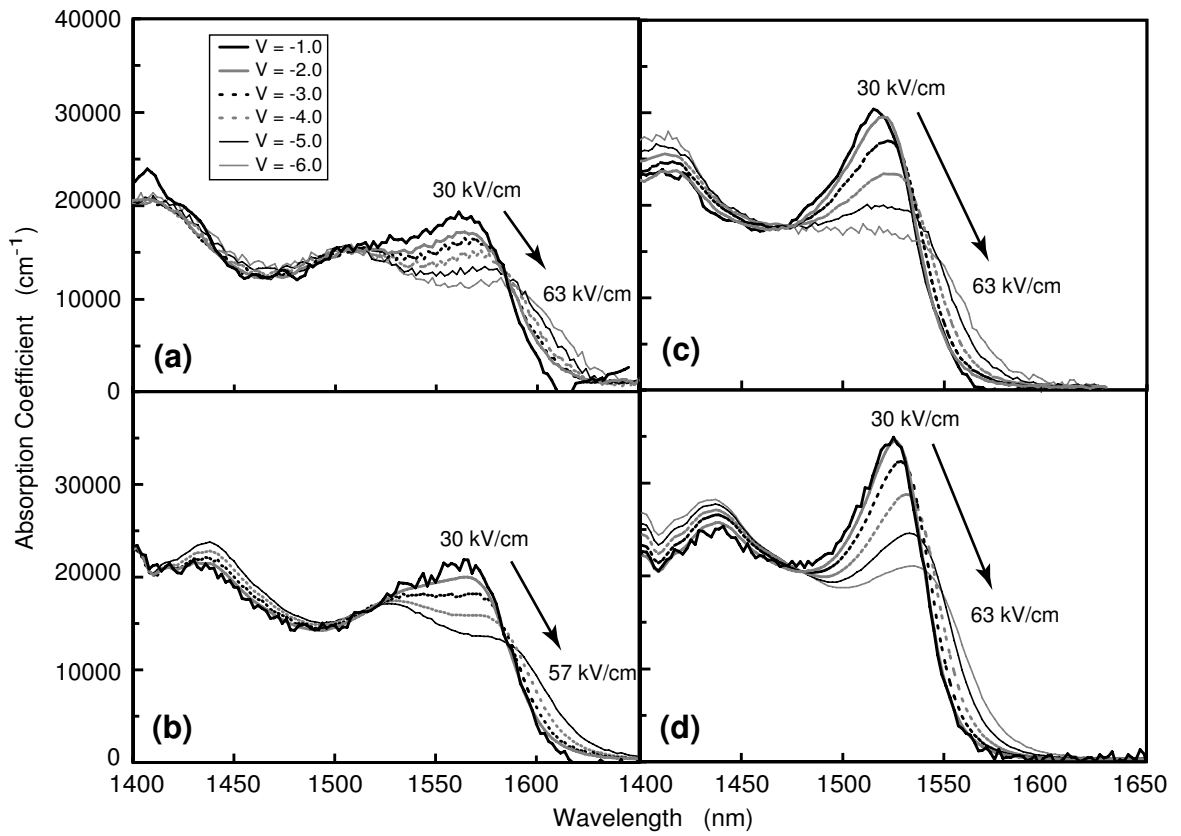 40000
30000
20000
10000
0
V = -1.0
V = -2.0
V = -3.0
V = -4.0
V = -5.0
V = -6.0
30 kV/cm
63 kV/cm
(a)
30 kV/cm
63 kV/cm
(c)
30000
20000
10000
0
30 kV/cm
57 kV/cm
(b)
30 kV/cm
63 kV/cm
(d)
1400 1450 1500 1550 1600 1400 1450 1500 1550 1600 1650
Wavelength (nm)
Absorption Coefficient (cm⁻¹)